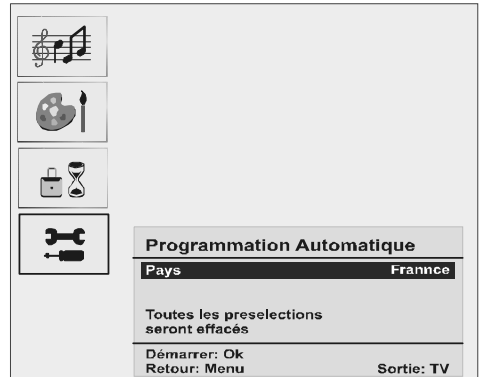 Programmation Automatique
Pays Frannce
Toutes les preselections
seront effacés
Démarrer: Ok
Retour: Menu Sortie: TV